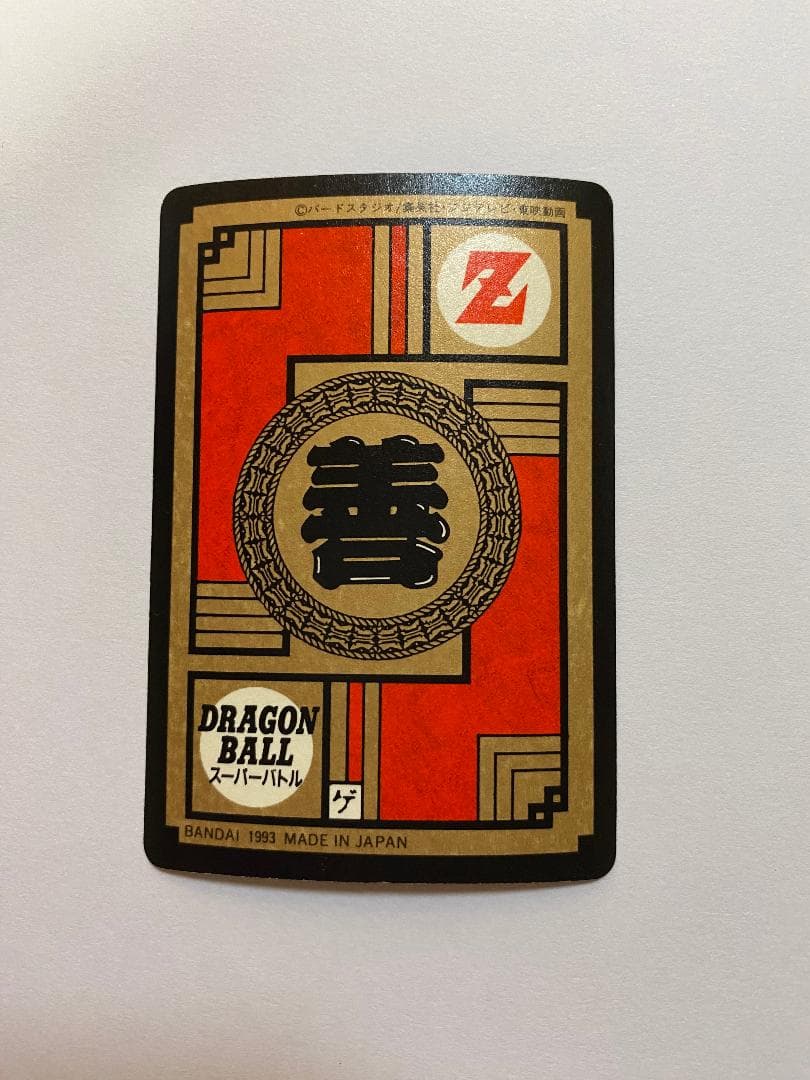 ©バードスタジオ/集英社・フジテレビ・東映動画
Z
善
DRAGON
BALL
スーパーバトル
ゲ
BANDAI 1993 MADE IN JAPAN